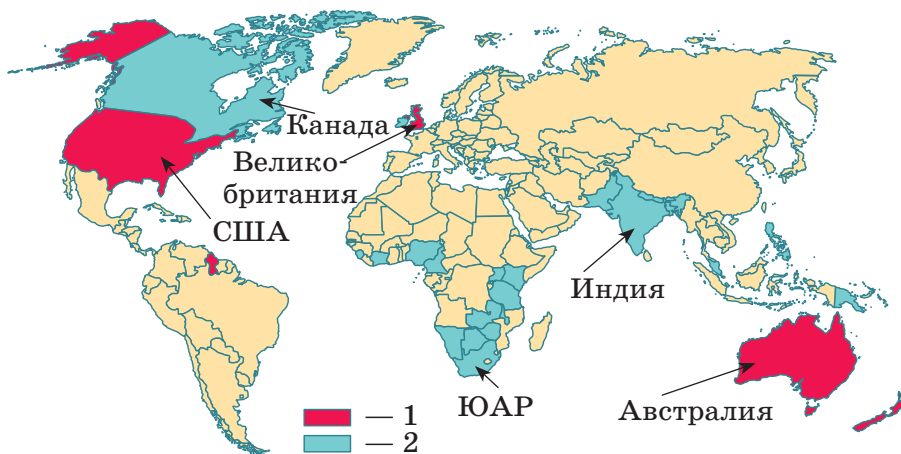 Канада
Велико-
британия
США
Индия
ЮАР
Австралия
— 1
— 2